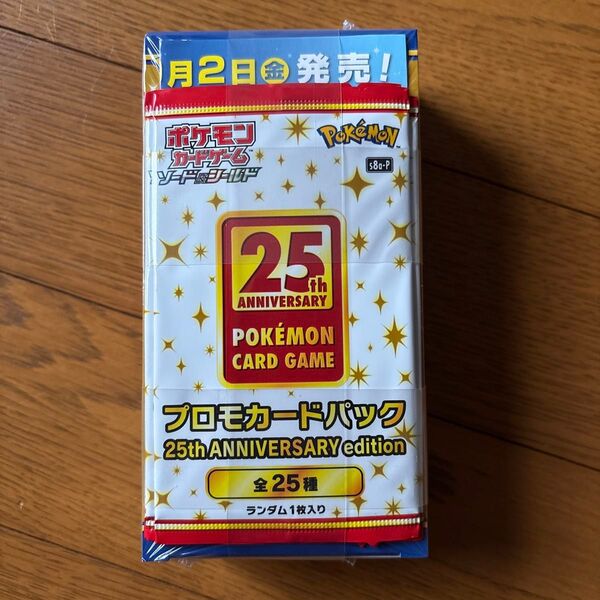 月2日金発売！
ポケモン
カードゲーム
ソード&シールド
POKéMON
s8a-P
25th
ANNIVERSARY
POKÉMON
CARD GAME
プロモカードパック
25th ANNIVERSARY edition
全25種
ランダム1枚入り